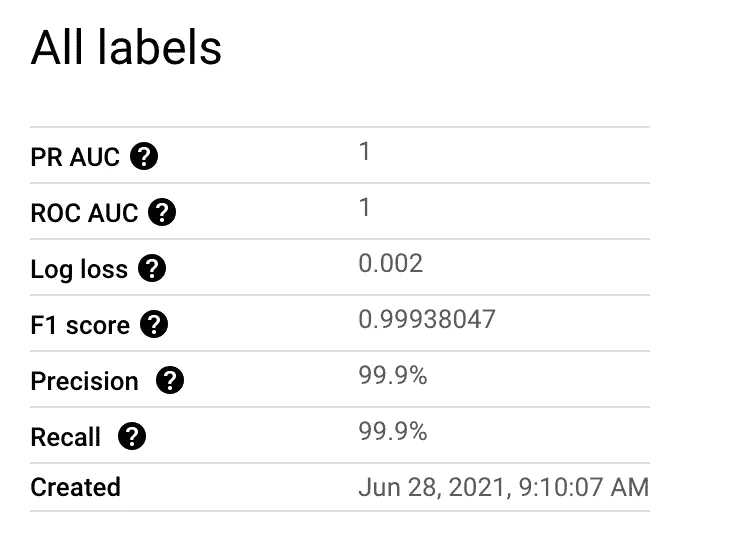 All labels
PR AUC ? 1
ROC AUC ? 1
Log loss ? 0.002
F1 score ? 0.99938047
Precision ? 99.9%
Recall ? 99.9%
Created Jun 28, 2021, 9:10:07 AM